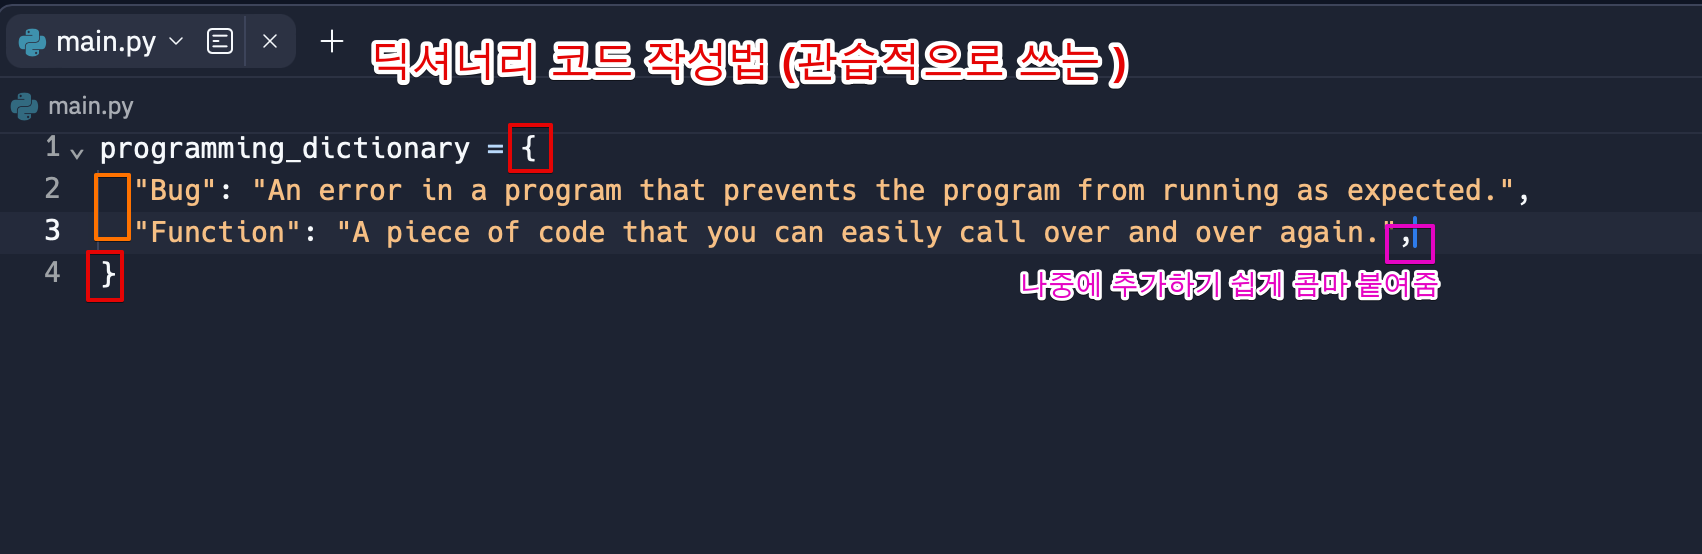 main.py
딕셔너리 코드 작성법 (관습적으로 쓰는 )
main.py
1 programming_dictionary = {
2 "Bug": "An error in a program that prevents the program from running as expected.",
3 "Function": "A piece of code that you can easily call over and over again.",
4 }
나중에 추가하기 쉽게 콤마 붙여줌